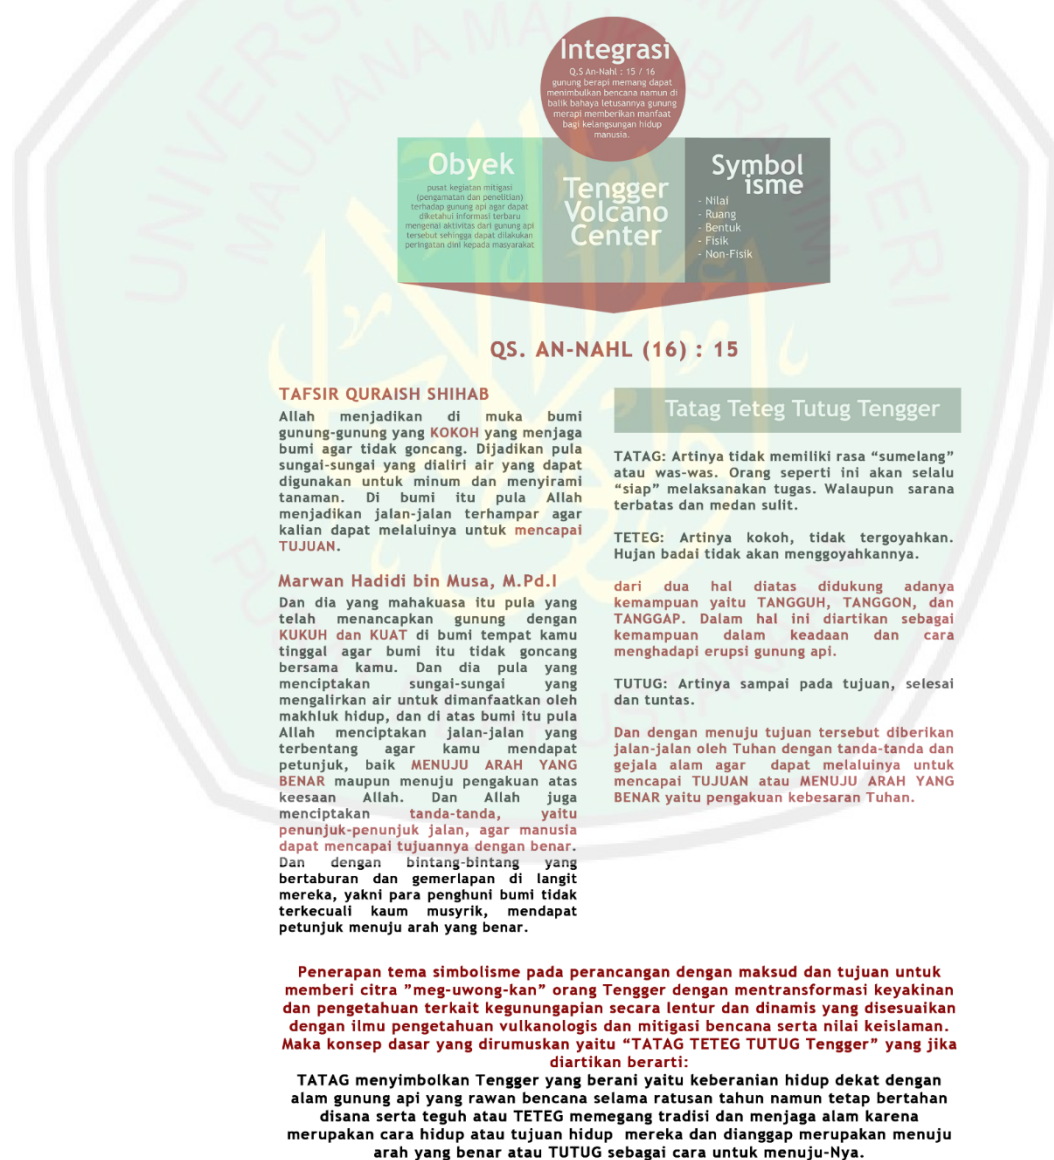 Integrasi
Q.S An-Nahl : 15 / 16
gunung berapi memang dapat
menimbulkan bencana namun di
balik bahaya letusannya gunung
merapi memberikan manfaat
bagi kelangsungan hidup
manusia.
Obyek
pusat kegiatan mitigasi
(pengamatan dan penelitian)
terhadap gunung api agar dapat
diketahui informasi terbaru
mengenai aktivitas dari gunung api
tersebut sehingga dapat dilakukan
peringatan dini kepada masyarakat
Tengger
Volcano
Center
Symbol
isme
- Nilai
- Ruang
- Bentuk
- Fisik
- Non-Fisik
QS. AN-NAHL (16) : 15
TAFSIR QURAISH SHIHAB
Allah menjadikan di muka bumi
gunung-gunung yang KOKOH yang menjaga
bumi agar tidak goncang. Dijadikan pula
sungai-sungai yang dialiri air yang dapat
digunakan untuk minum dan menyirami
tanaman. Di bumi itu pula Allah
menjadikan jalan-jalan terhampar agar
kalian dapat melaluinya untuk mencapai
TUJUAN.
Marwan Hadidi bin Musa, M.Pd.I
Dan dia yang mahakuasa itu pula yang
telah menancapkan gunung dengan
KUKUH dan KUAT di bumi tempat kamu
tinggal agar bumi itu tidak goncang
bersama kamu. Dan dia pula yang
menciptakan sungai-sungai yang
mengalirkan air untuk dimanfaatkan oleh
makhluk hidup, dan di atas bumi itu pula
Allah menciptakan jalan-jalan yang
terbentang agar kamu mendapat
petunjuk, baik MENUJU ARAH YANG
BENAR maupun menuju pengakuan atas
keesaan Allah. Dan Allah juga
menciptakan tanda-tanda, yaitu
penunjuk-penunjuk jalan, agar manusia
dapat mencapai tujuannya dengan benar.
Dan dengan bintang-bintang yang
bertaburan dan gemerlapan di langit
mereka, yakni para penghuni bumi tidak
terkecuali kaum musyrik, mendapat
petunjuk menuju arah yang benar.
Tatag Teteg Tutug Tengger
TATAG: Artinya tidak memiliki rasa “sumelang”
atau was-was. Orang seperti ini akan selalu
“siap” melaksanakan tugas. Walaupun sarana
terbatas dan medan sulit.
TETEG: Artinya kokoh, tidak tergoyahkan.
Hujan badai tidak akan menggoyahkannya.
dari dua hal diatas didukung adanya
kemampuan yaitu TANGGUH, TANGGON, dan
TANGGAP. Dalam hal ini diartikan sebagai
kemampuan dalam keadaan dan cara
menghadapi erupsi gunung api.
TUTUG: Artinya sampai pada tujuan, selesai
dan tuntas.
Dan dengan menuju tujuan tersebut diberikan
jalan-jalan oleh Tuhan dengan tanda-tanda dan
gejala alam agar dapat melaluinya untuk
mencapai TUJUAN atau MENUJU ARAH YANG
BENAR yaitu pengakuan kebesaran Tuhan.
Penerapan tema simbolisme pada perancangan dengan maksud dan tujuan untuk
memberi citra ”meg-uwong-kan” orang Tengger dengan mentransformasi keyakinan
dan pengetahuan terkait kegunungapian secara lentur dan dinamis yang disesuaikan
dengan ilmu pengetahuan vulkanologis dan mitigasi bencana serta nilai keislaman.
Maka konsep dasar yang dirumuskan yaitu “TATAG TETEG TUTUG Tengger” yang jika
diartikan berarti:
TATAG menyimbolkan Tengger yang berani yaitu keberanian hidup dekat dengan
alam gunung api yang rawan bencana selama ratusan tahun namun tetap bertahan
disana serta teguh atau TETEG memegang tradisi dan menjaga alam karena
merupakan cara hidup atau tujuan hidup mereka dan dianggap merupakan menuju
arah yang benar atau TUTUG sebagai cara untuk menuju-Nya.